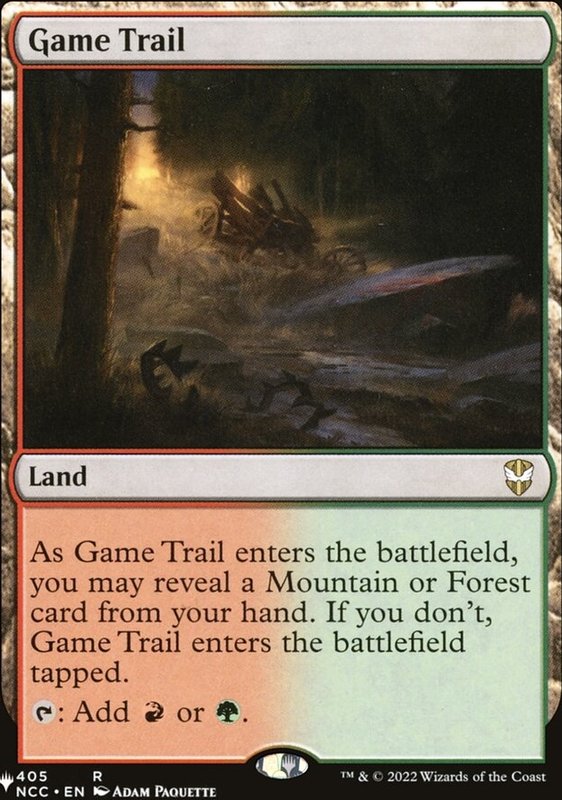 Game Trail
Land
As Game Trail enters the battlefield,
you may reveal a Mountain or Forest
card from your hand. If you don't,
Game Trail enters the battlefield
tapped.
: Add or .
405 R
NCC • EN Adam Paquette
™ & © 2022 Wizards of the Coast